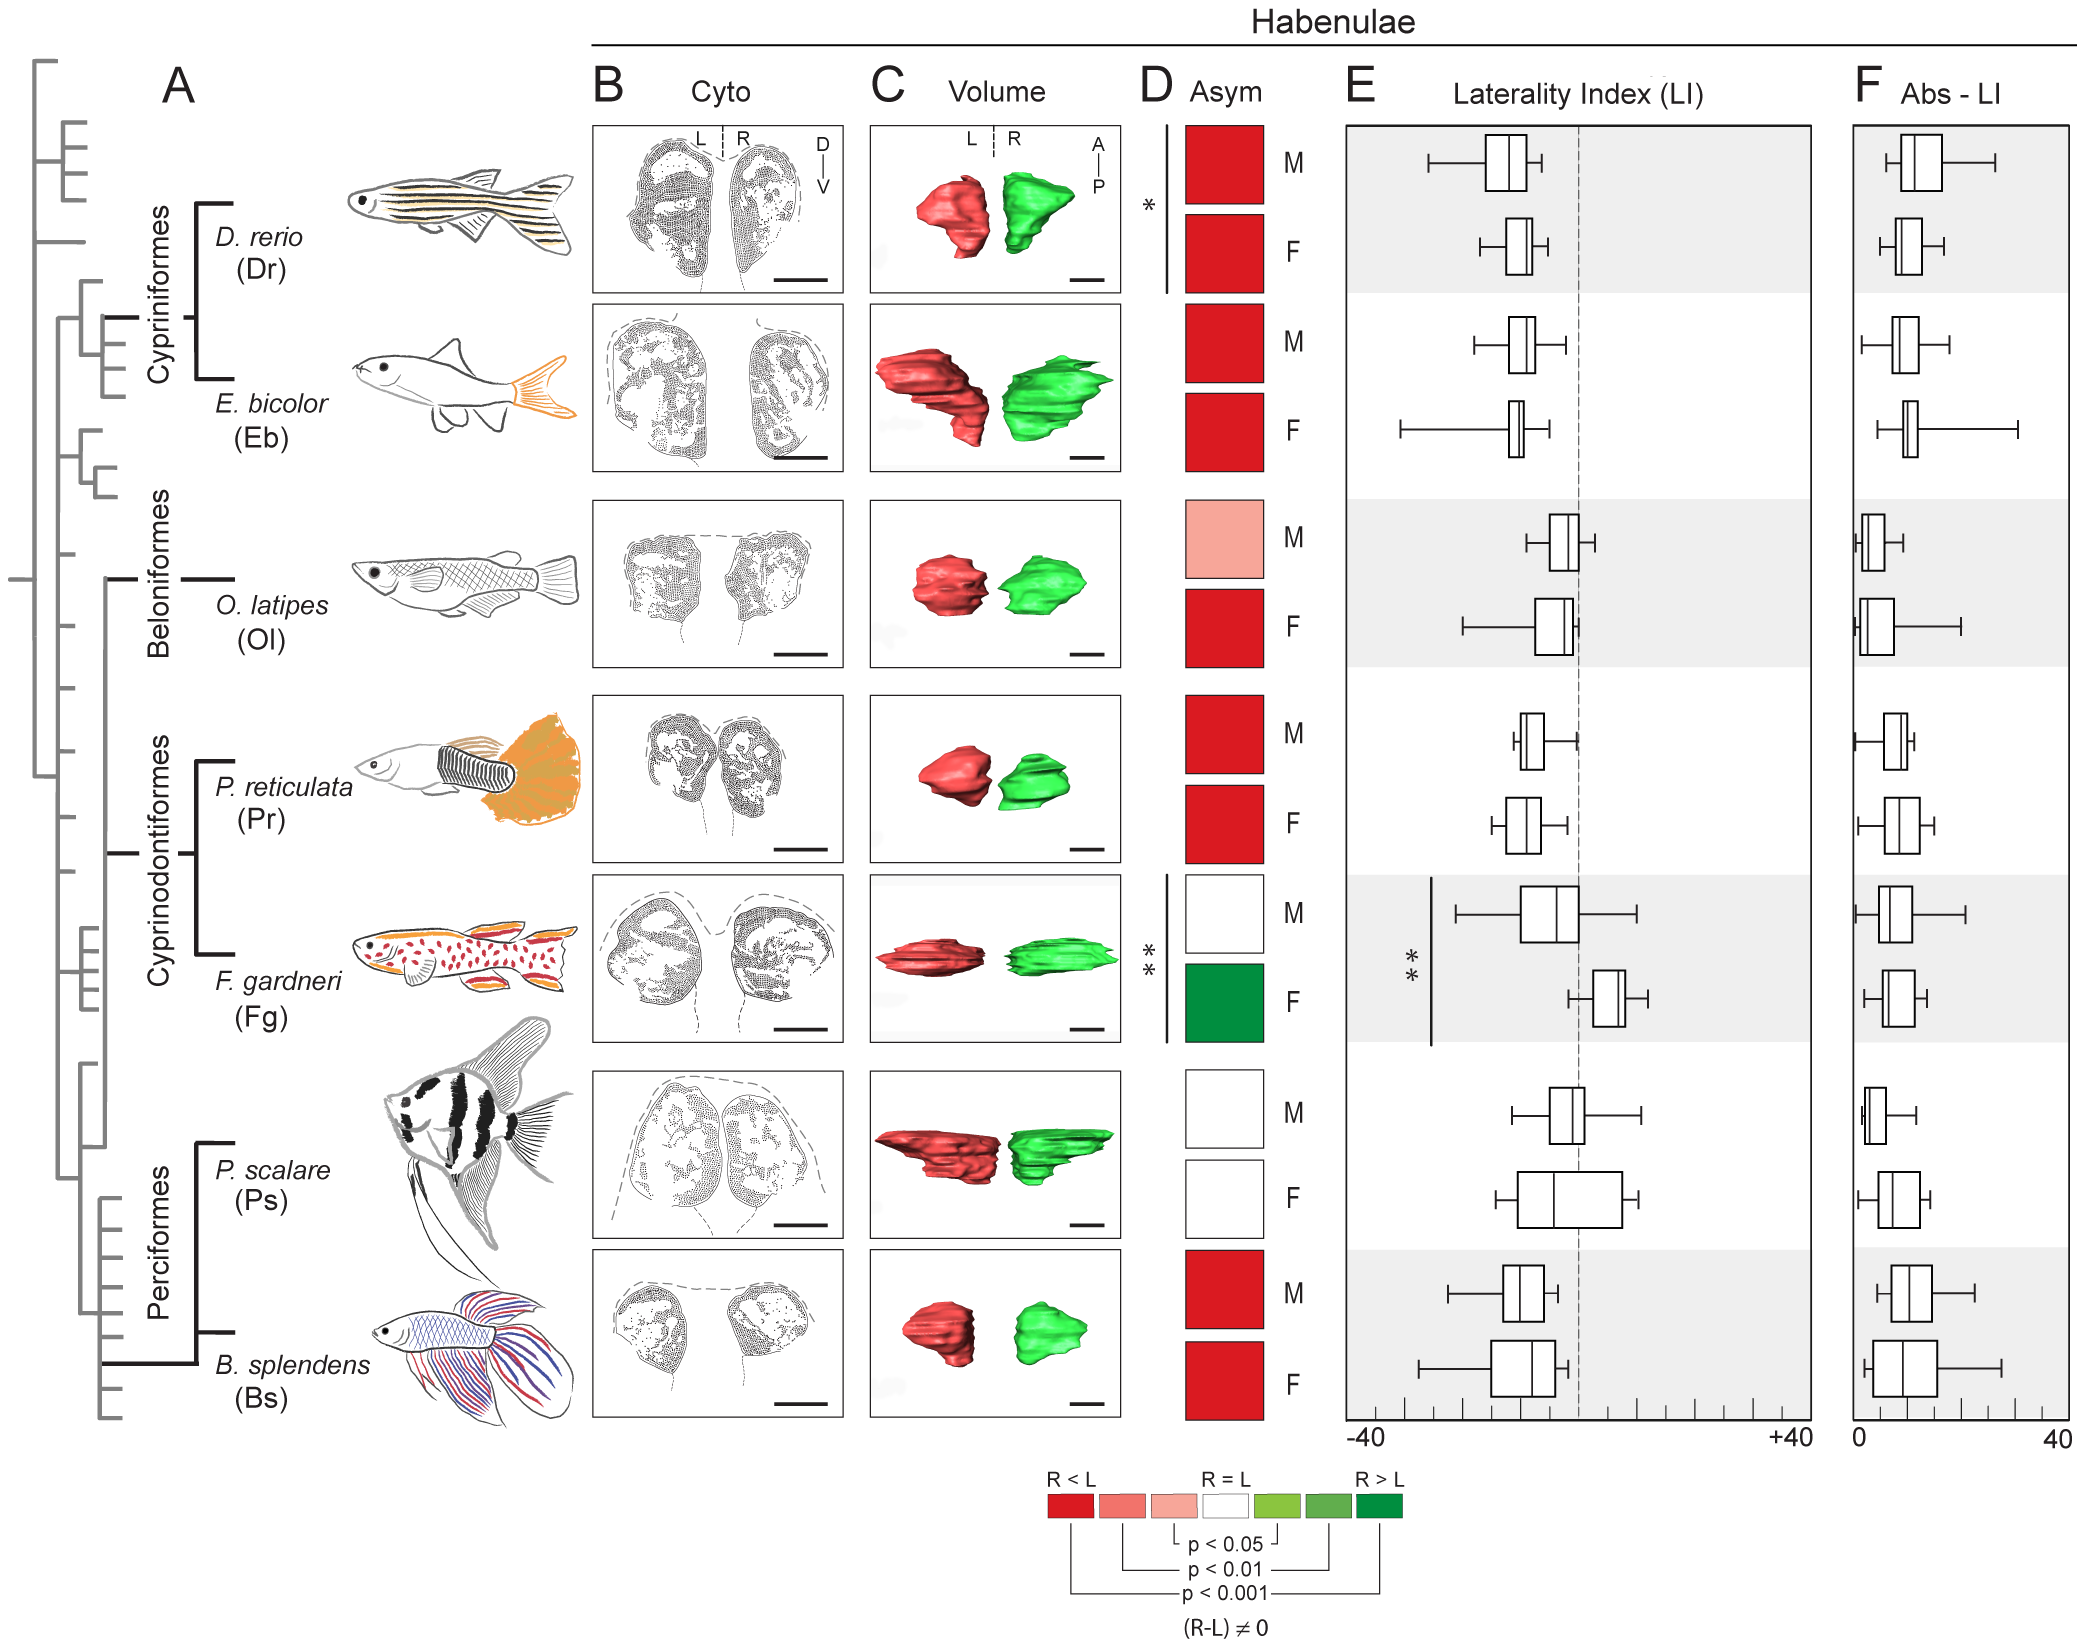 Habenulae
A
B Cyto
C Volume
D Asym
E Laterality Index (LI)
F Abs - LI
L R
D
V
L R
A
P
Cypriniformes
D. rerio
(Dr)
*
M
F
E. bicolor
(Eb)
M
F
Beloniformes
O. latipes
(Ol)
M
F
Cyprinodontiformes
P. reticulata
(Pr)
M
F
F. gardneri
(Fg)
**
M
F
**
Perciformes
P. scalare
(Ps)
M
F
B. splendens
(Bs)
M
F
-40 +40 0 40
R < L R = L R > L
p < 0.05
p < 0.01
p < 0.001
(R-L) ≠ 0